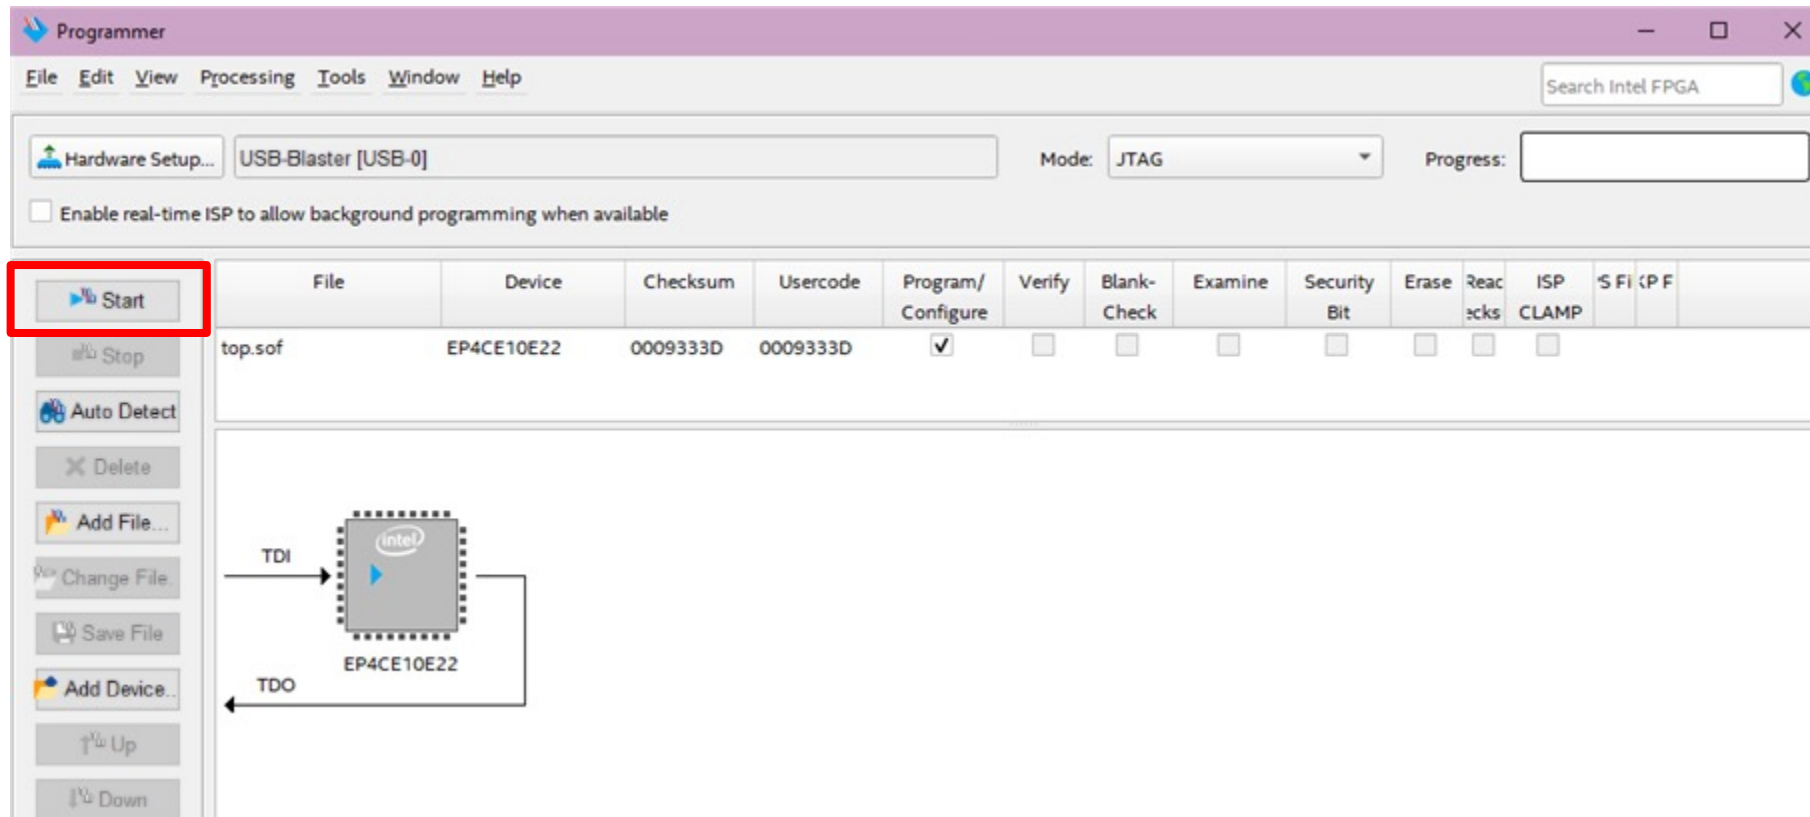 Programmer
File Edit View Processing Tools Window Help
Search Intel FPGA
Hardware Setup... USB-Blaster [USB-0] Mode: JTAG Progress:
Enable real-time ISP to allow background programming when available
File Device Checksum Usercode Program/ Configure Verify Blank- Check Examine Security Bit Erase ISP CLAMP
Start
top.sof EP4CE10E22 0009333D 0009333D
Stop
Auto Detect
Delete
Add File...
Change File.
Save File
Add Device..
Up
Down
intel
TDI
EP4CE10E22
TDO